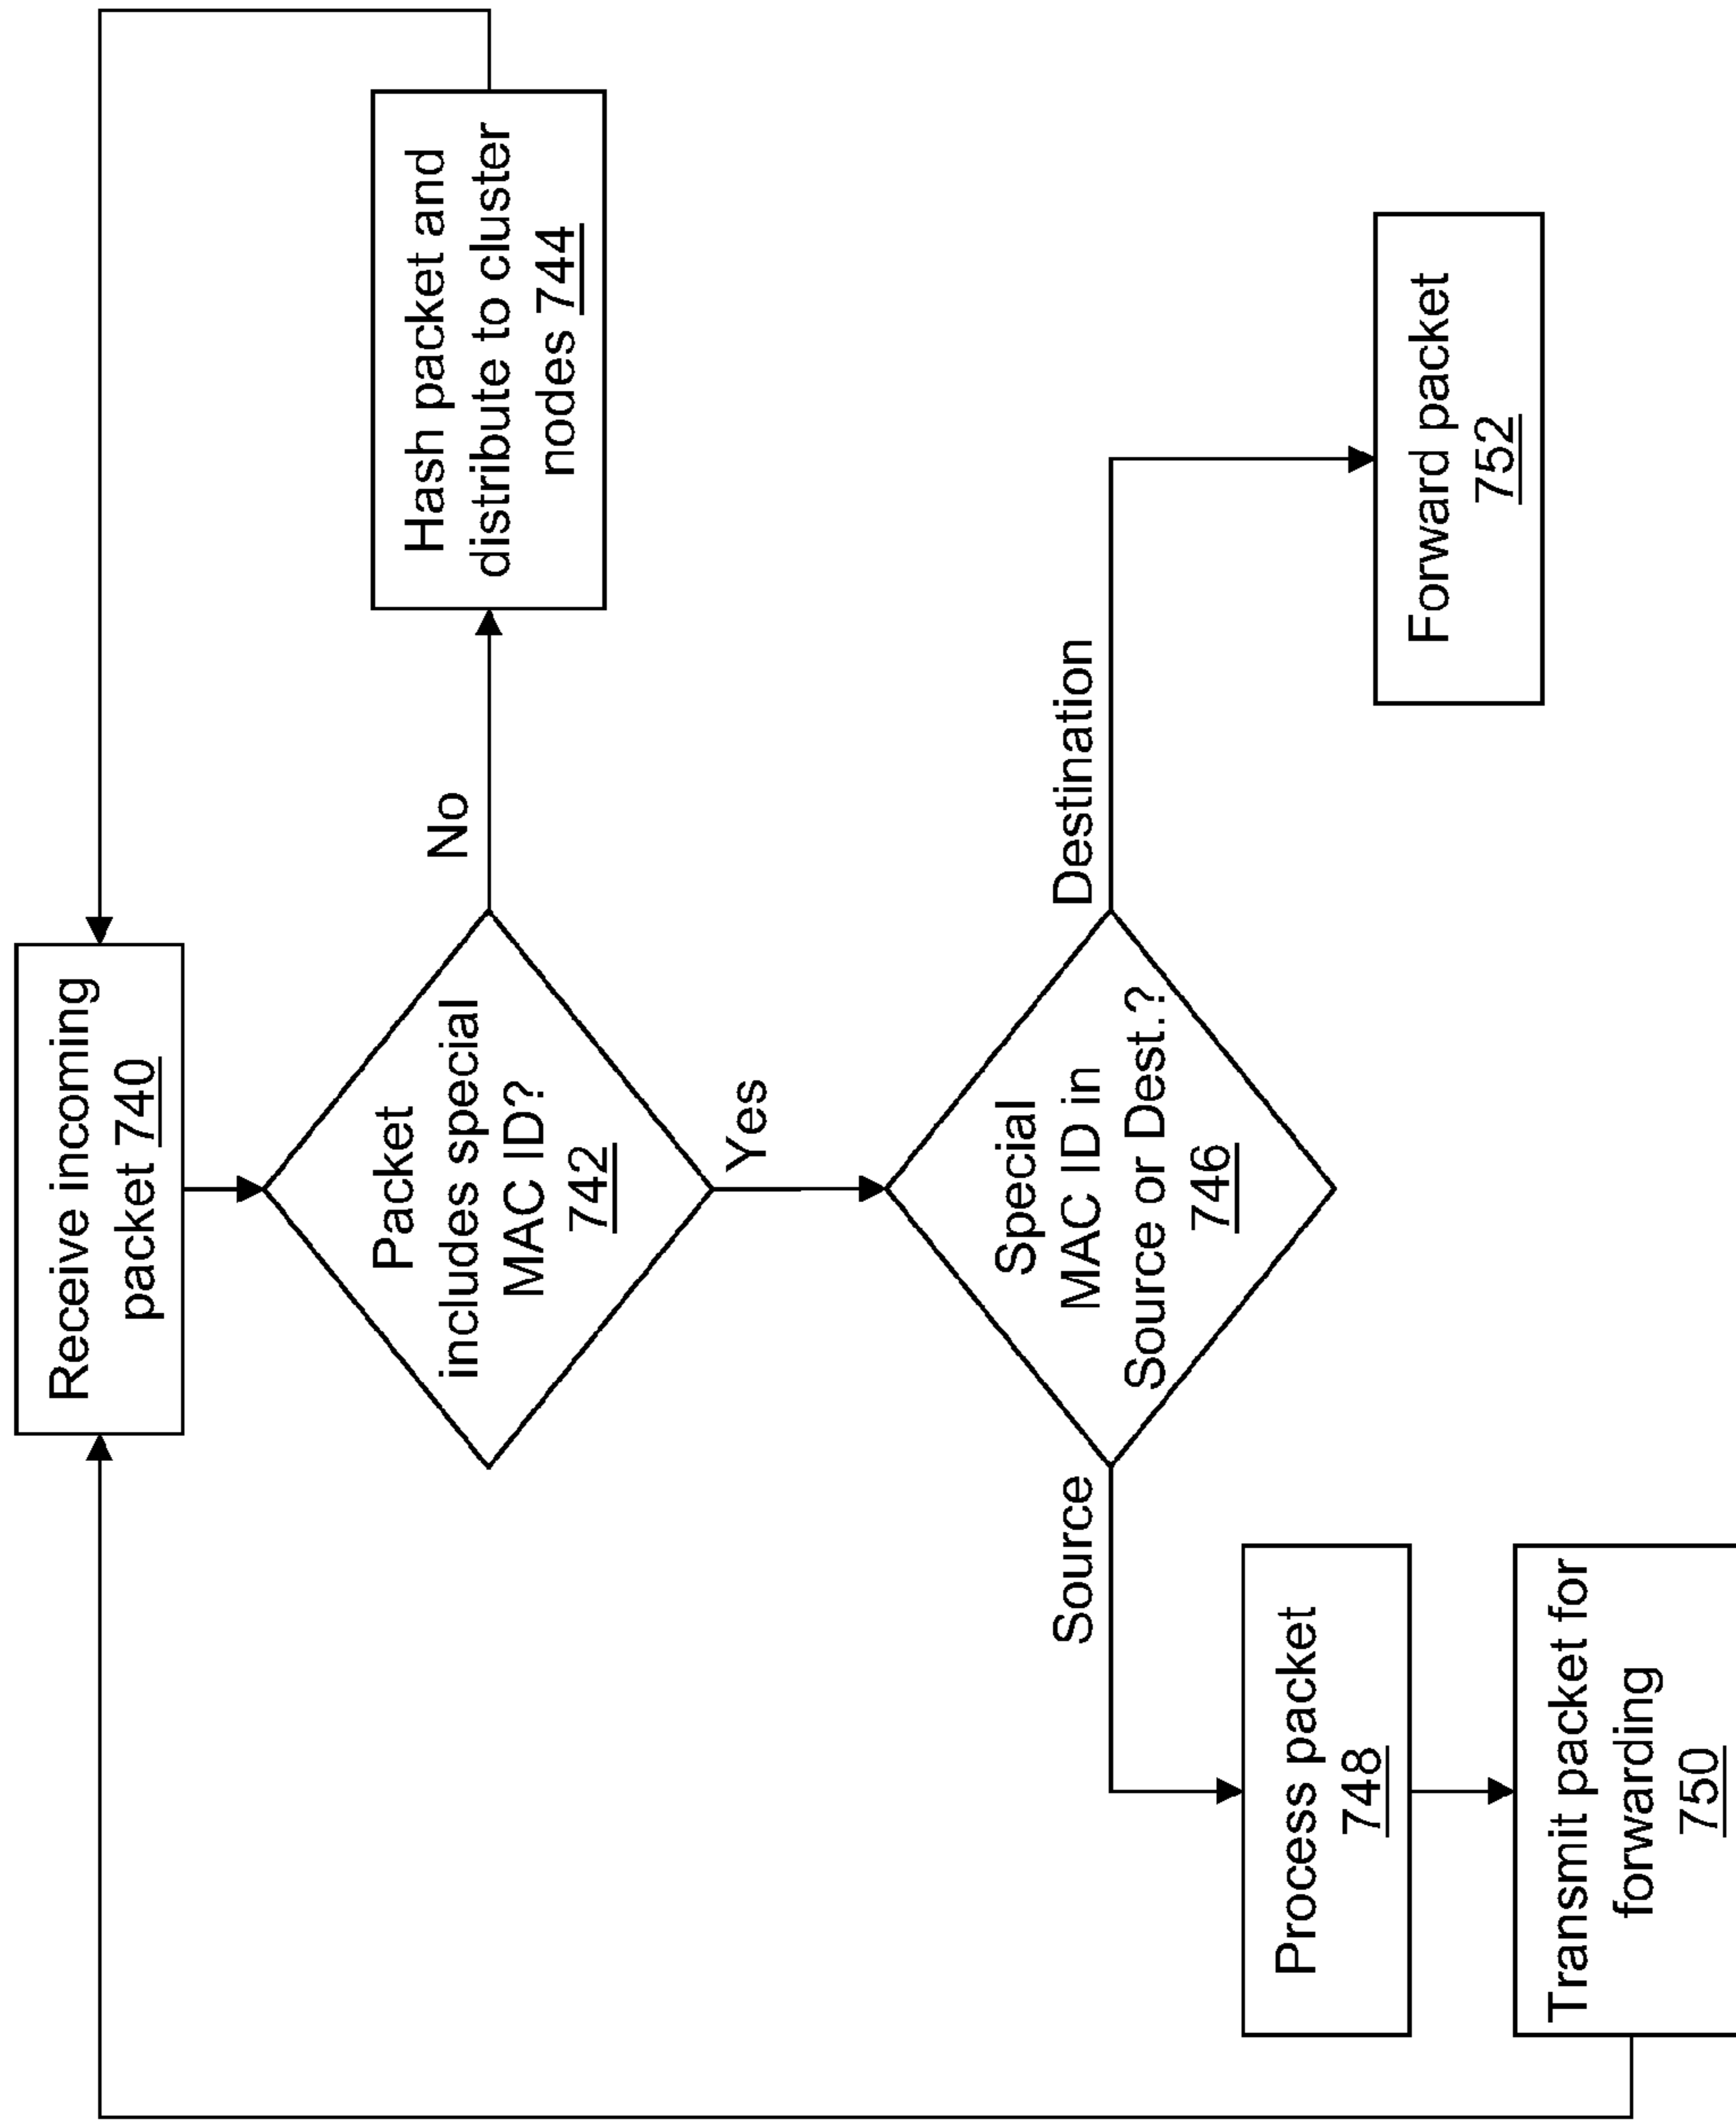 Receive incoming
packet 740
Packet
includes special
MAC ID?
742
No
Hash packet and
distribute to cluster
nodes 744
Yes
Special
MAC ID in
Source or Dest.?
746
Source
Destination
Process packet
748
Transmit packet for
forwarding
750
Forward packet
752